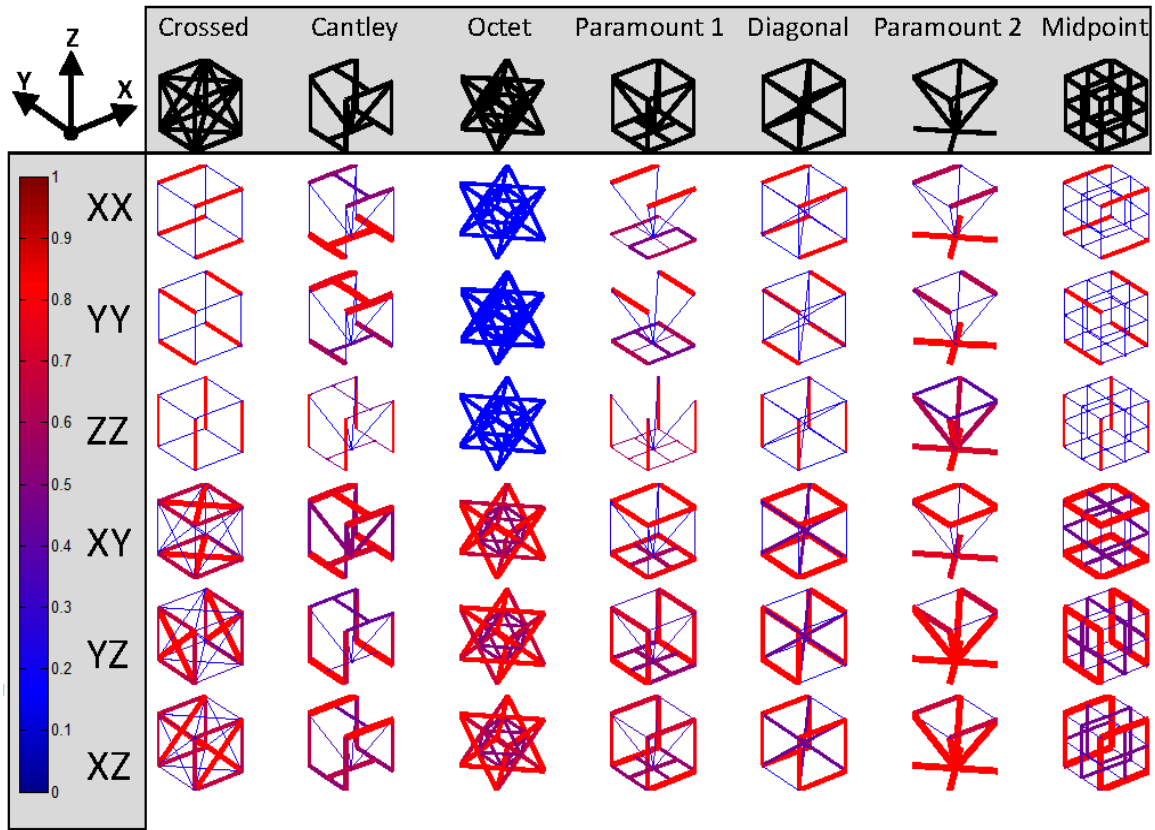 Crossed Cantley Octet Paramount 1 Diagonal Paramount 2 Midpoint
Z
Y
X
1
0.9
0.8
0.7
0.6
0.5
0.4
0.3
0.2
0.1
0
XX
YY
ZZ
XY
YZ
XZ